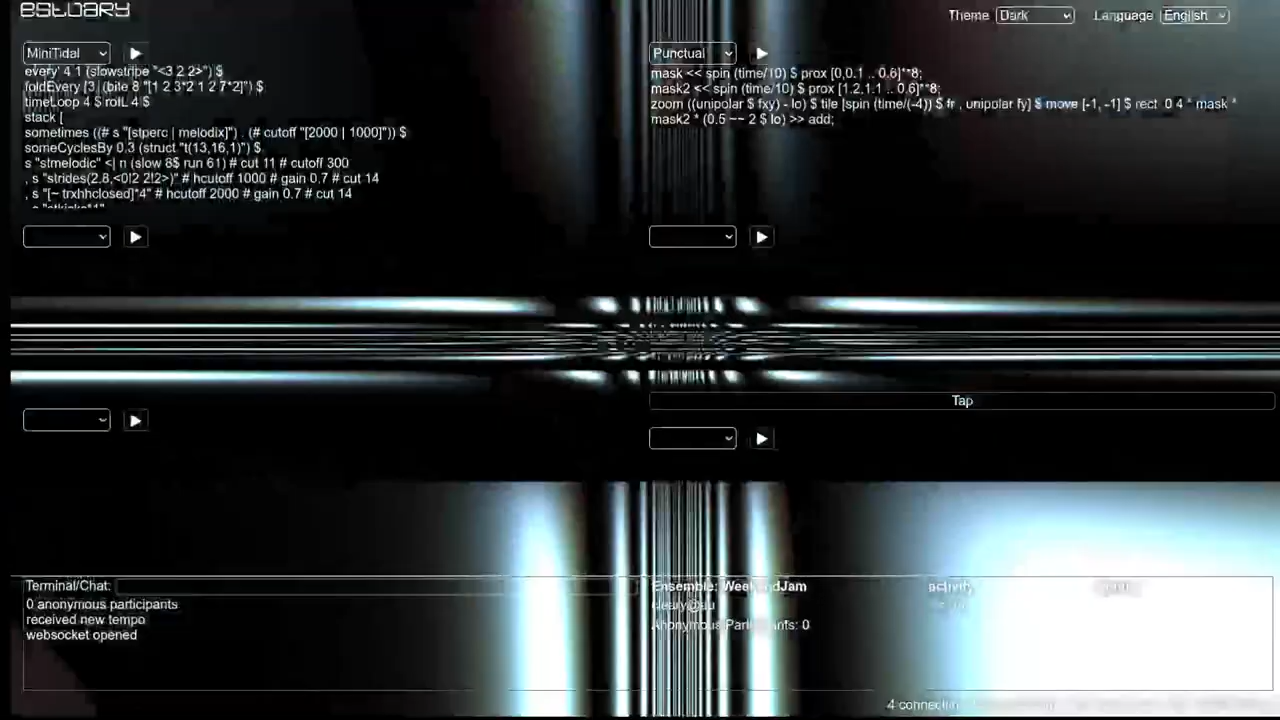 estuary
Theme Dark Language English
MiniTidal
every' 4 1 (slowstripe "<3 2 2>") $
foldEvery [3] (bite 8 "[1 2 3*2 1 2 7*2]") $
timeLoop 4 $ rolL 4 $
stack [
sometimes ((# s "[stperc | melodix]") . (# cutoff "[2000 | 1000]")) $
someCyclesBy 0.3 (struct "t(13,16,1)") $
s "stmelodic" <| n (slow 8$ run 61) # cut 11 # cutoff 300
, s "strides(2,8,<0!2 2!2>)" # hcutoff 1000 # gain 0.7 # cut 14
, s "[~ trxhhclosed]*4" # hcutoff 2000 # gain 0.7 # cut 14
Punctual
mask << spin (time/10) $ prox [0,0.1 .. 0.6]**8;
mask2 << spin (time/10) $ prox [1.2,1.1 .. 0.6]**8;
zoom ((unipolar $ fxy) - lo) $ tile [spin (time/(-4)) $ fr , unipolar fy] $ move [-1, -1] $ rect 0 4 * mask *
mask2 * (0.5 ~~ 2 $ lo) >> add;
Tap
Terminal/Chat:
0 anonymous participants
received new tempo
websocket opened
Ensemble: WeekendJam activity
cleary@au
Anonymous Participants: 0
4 connections